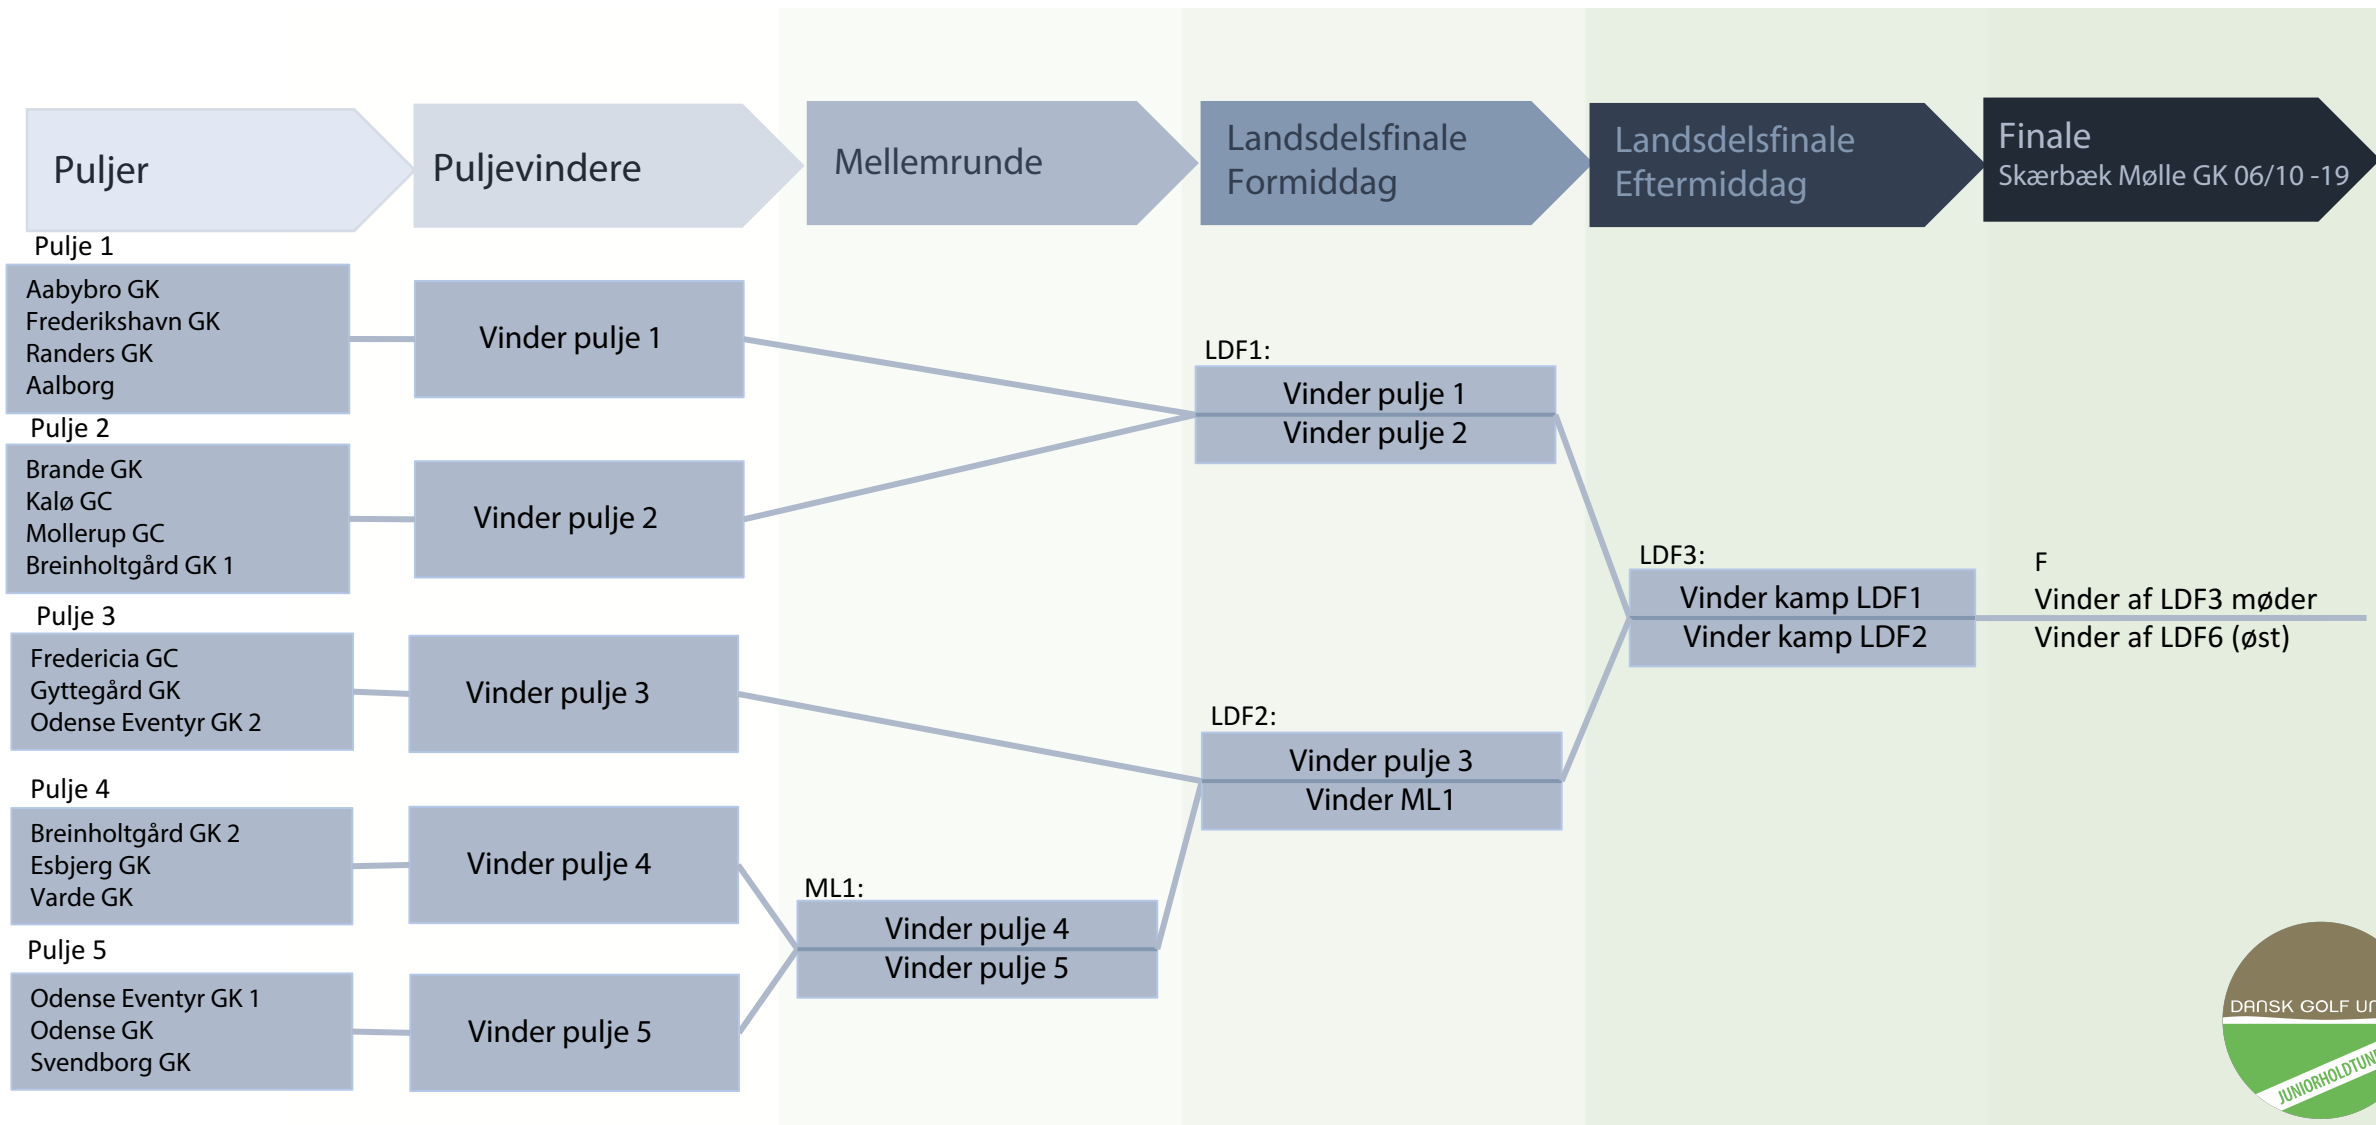 Puljer
Puljevindere
Mellemrunde
Landsdelsfinale
Formiddag
Landsdelsfinale
Eftermiddag
Finale
Skærbæk Mølle GK 06/10 -19
Pulje 1
Aabybro GK
Frederikshavn GK
Randers GK
Aalborg
Vinder pulje 1
Pulje 2
Brande GK
Kalø GC
Mollerup GC
Breinholtgård GK 1
Vinder pulje 2
Pulje 3
Fredericia GC
Gyttegård GK
Odense Eventyr GK 2
Vinder pulje 3
Pulje 4
Breinholtgård GK 2
Esbjerg GK
Varde GK
Vinder pulje 4
Pulje 5
Odense Eventyr GK 1
Odense GK
Svendborg GK
Vinder pulje 5
ML1:
Vinder pulje 4
Vinder pulje 5
LDF1:
Vinder pulje 1
Vinder pulje 2
LDF2:
Vinder pulje 3
Vinder ML1
LDF3:
Vinder kamp LDF1
Vinder kamp LDF2
F
Vinder af LDF3 møder
Vinder af LDF6 (øst)
DANSK GOLF